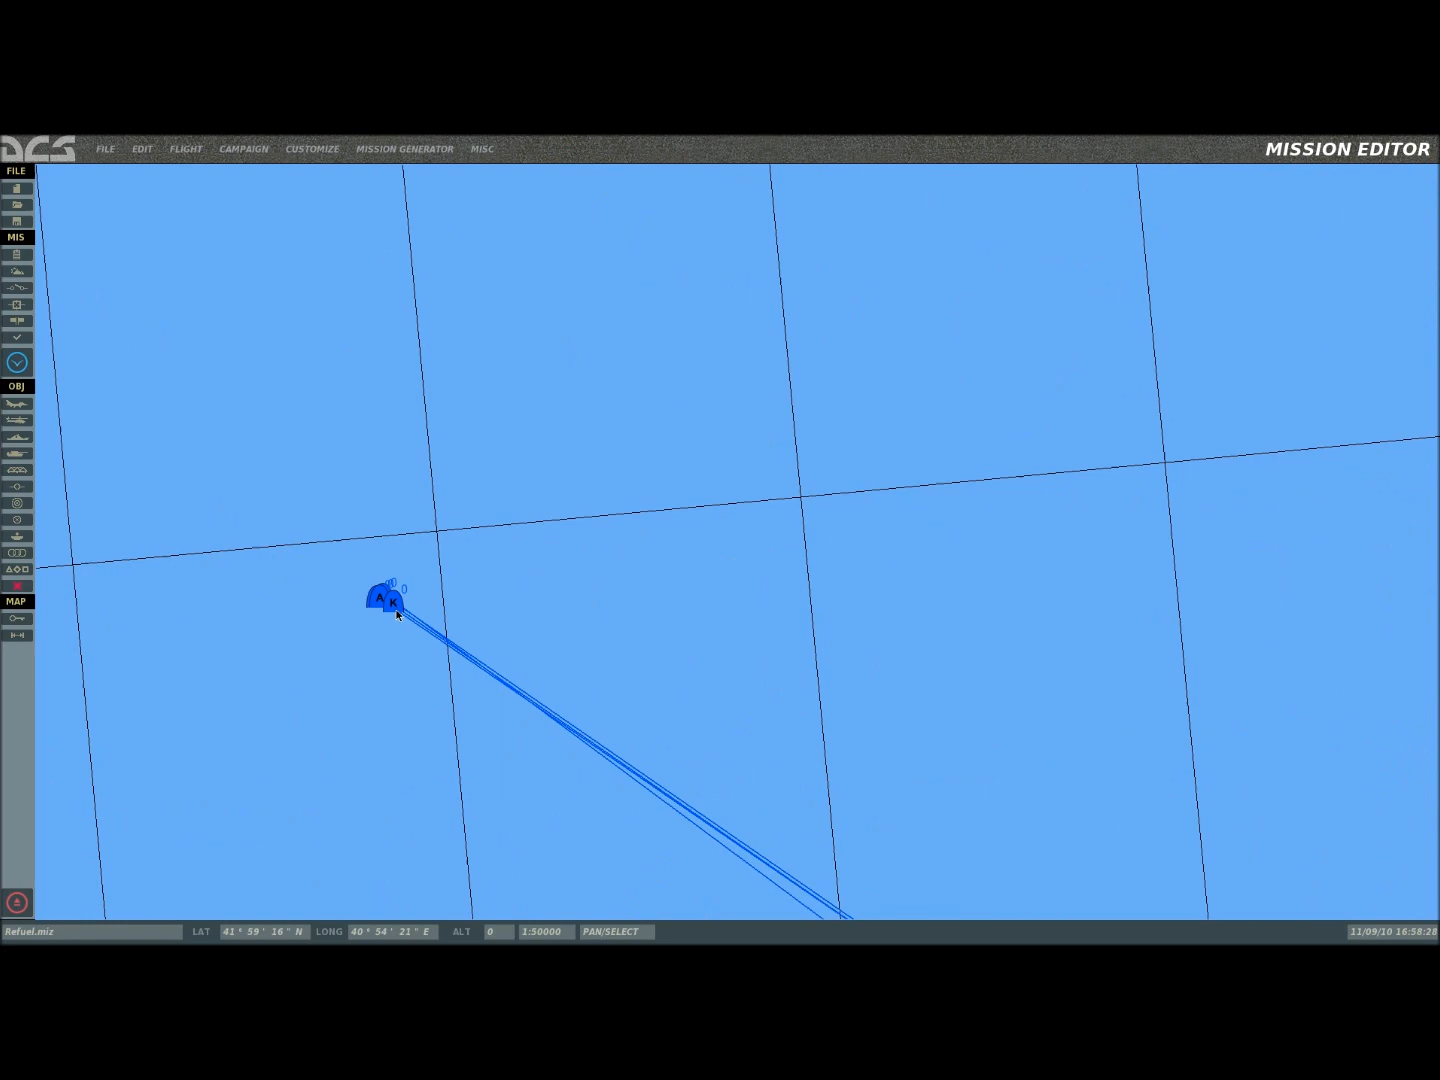 DCS FILE EDIT FLIGHT CAMPAIGN CUSTOMIZE MISSION GENERATOR MISC MISSION EDITOR
FILE
MIS
OBJ
A K
MAP
Refuel.miz LAT 41 ° 59 ' 16 " N LONG 40 ° 54 ' 21 " E ALT 0 1:50000 PAN/SELECT 11/09/10 16:58:28